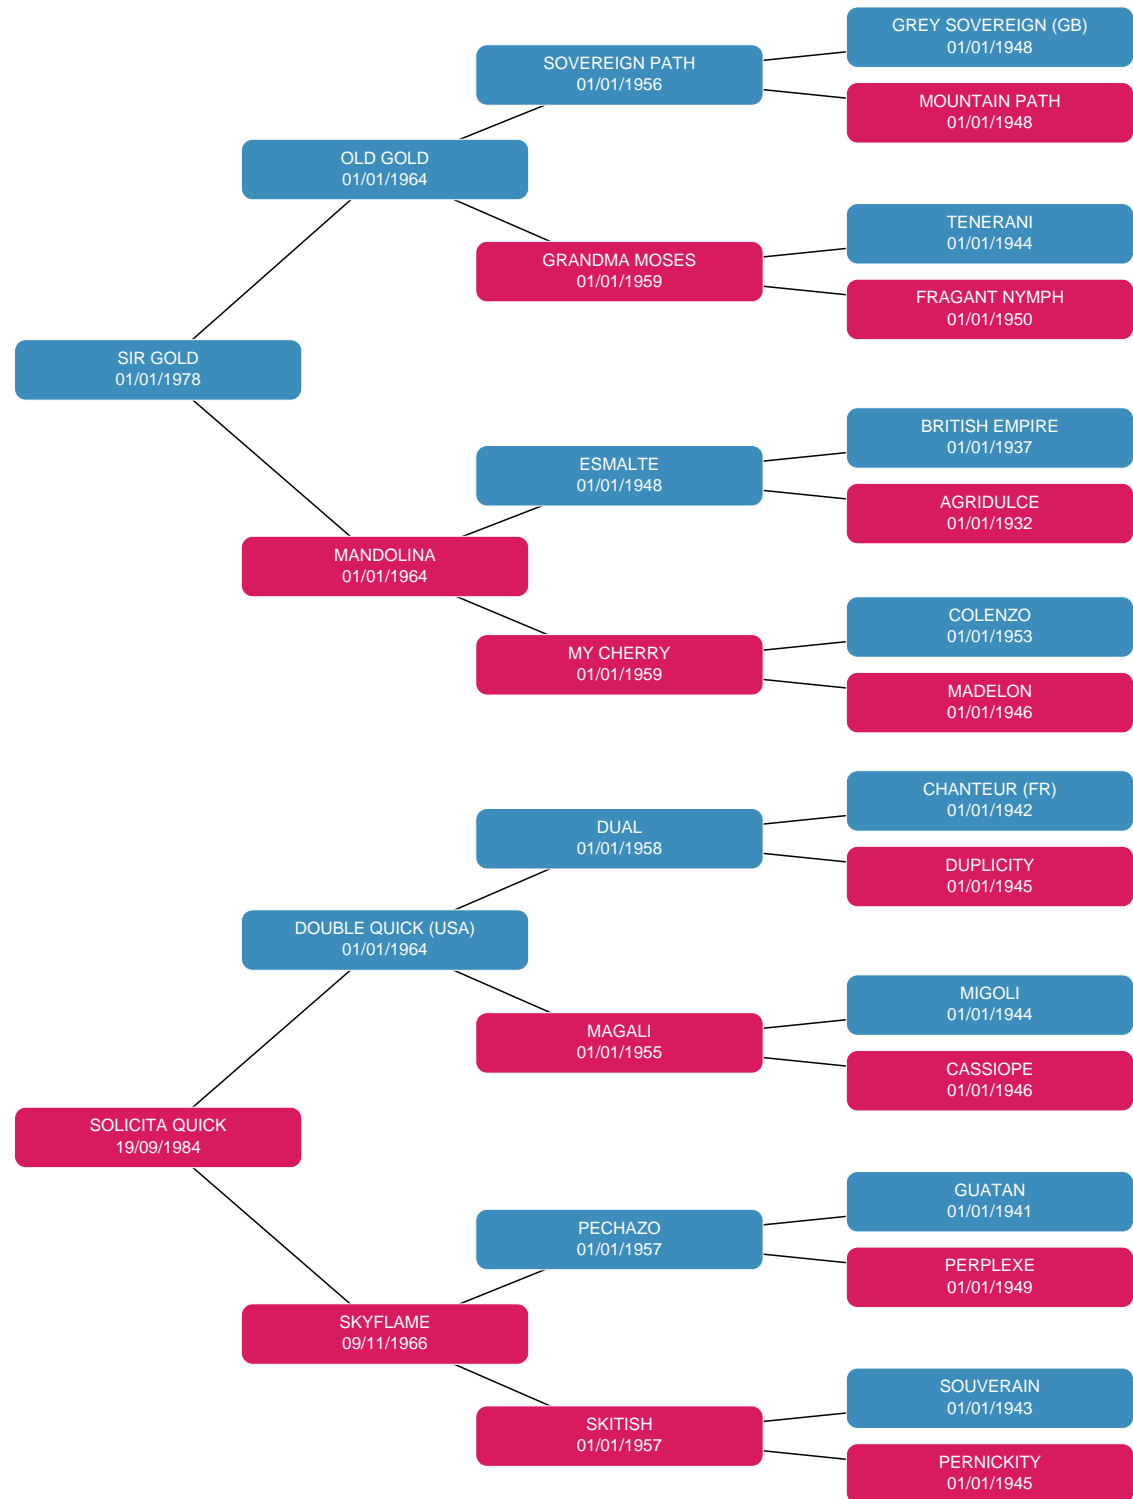 GREY SOVEREIGN (GB)
01/01/1948
SOVEREIGN PATH
01/01/1956
MOUNTAIN PATH
01/01/1948
OLD GOLD
01/01/1964
TENERANI
01/01/1944
GRANDMA MOSES
01/01/1959
FRAGANT NYMPH
01/01/1950
SIR GOLD
01/01/1978
BRITISH EMPIRE
01/01/1937
ESMALTE
01/01/1948
AGRIDULCE
01/01/1932
MANDOLINA
01/01/1964
COLENZO
01/01/1953
MY CHERRY
01/01/1959
MADELON
01/01/1946
CHANTEUR (FR)
01/01/1942
DUAL
01/01/1958
DUPLICITY
01/01/1945
DOUBLE QUICK (USA)
01/01/1964
MIGOLI
01/01/1944
MAGALI
01/01/1955
CASSIOPE
01/01/1946
SOLICITA QUICK
19/09/1984
GUATAN
01/01/1941
PECHAZO
01/01/1957
PERPLEXE
01/01/1949
SKYFLAME
09/11/1966
SOUVERAIN
01/01/1943
SKITISH
01/01/1957
PERNICKITY
01/01/1945